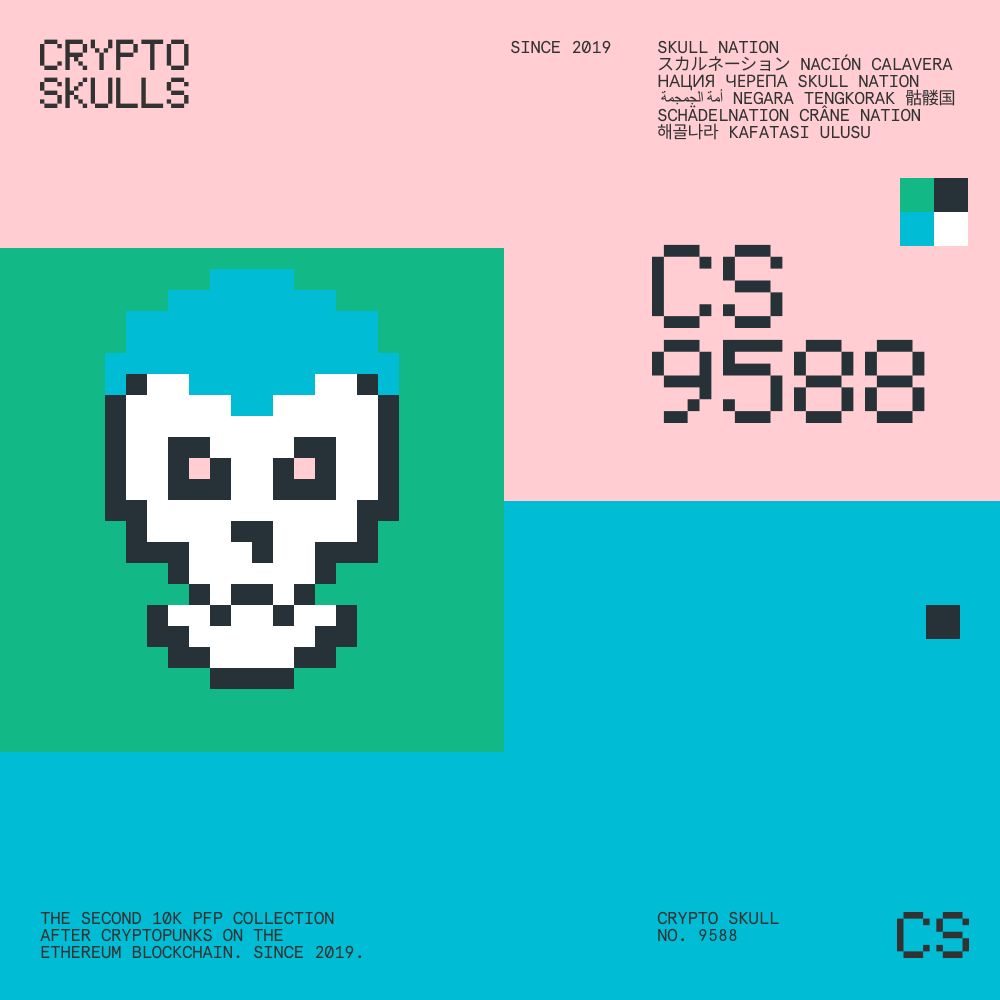 CRYPTO
SKULLS
SINCE 2019
SKULL NATION
スカルネーション NACIÓN CALAVERA
НАЦИЯ ЧЕРЕПА SKULL NATION
أمة الجمجمة NEGARA TENGKORAK 骷髅国
SCHÄDELNATION CRÂNE NATION
해골나라 KAFATASI ULUSU
CS
9588
THE SECOND 10K PFP COLLECTION
AFTER CRYPTOPUNKS ON THE
ETHEREUM BLOCKCHAIN. SINCE 2019.
CRYPTO SKULL
NO. 9588
CS